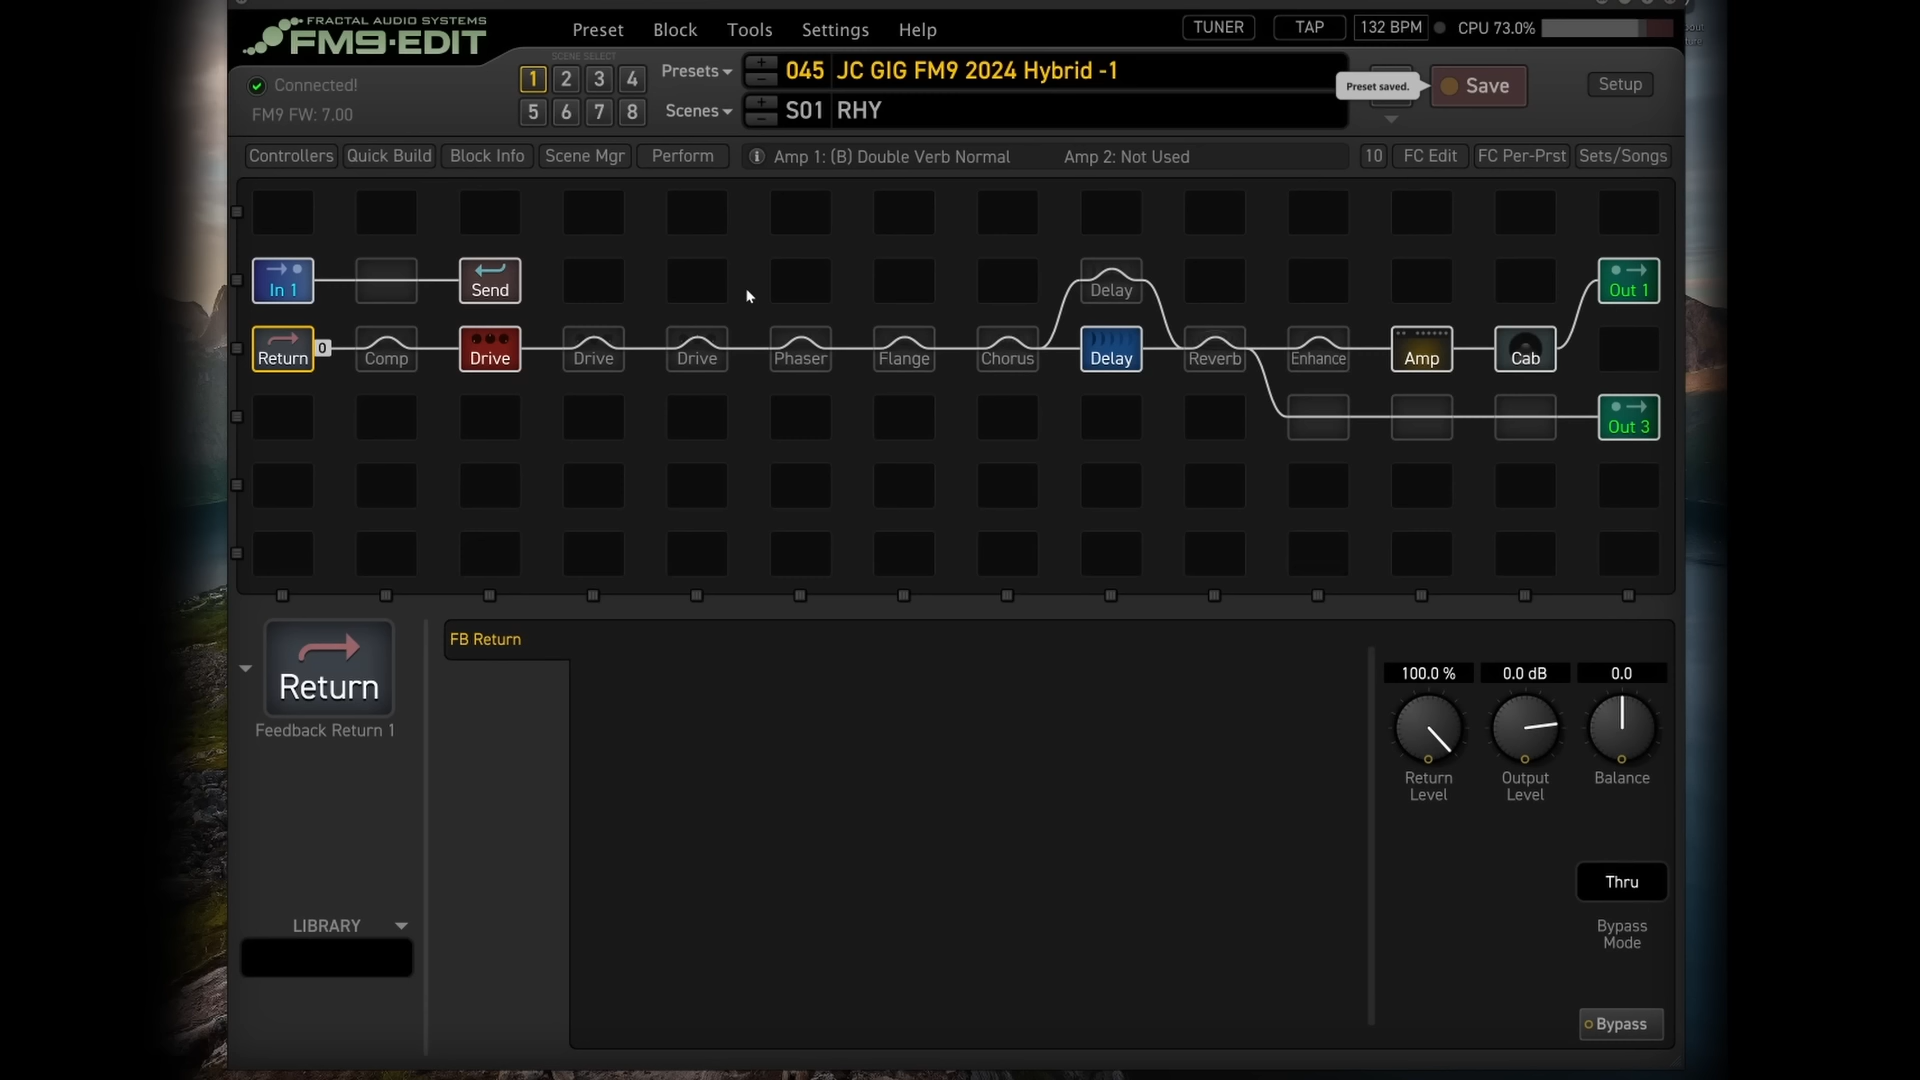 FRACTAL AUDIO SYSTEMS
FM9-EDIT
Preset Block Tools Settings Help
TUNER TAP 132 BPM CPU 73.0%
SCENE SELECT
Connected!
FM9 FW: 7.00
1 2 3 4
5 6 7 8
Presets
Scenes
+
−
045 JC GIG FM9 2024 Hybrid -1
+
−
S01 RHY
Preset saved.
Save
Setup
Controllers Quick Build Block Info Scene Mgr Perform
Amp 1: (B) Double Verb Normal Amp 2: Not Used
10 FC Edit FC Per-Prst Sets/Songs
In 1 Send Delay Out 1
Return 0 Comp Drive Drive Drive Phaser Flange Chorus Delay Reverb Enhance Amp Cab
Out 3
Return
Feedback Return 1
LIBRARY
FB Return
100.0 % 0.0 dB 0.0
Return Level
Output Level
Balance
Thru
Bypass Mode
Bypass